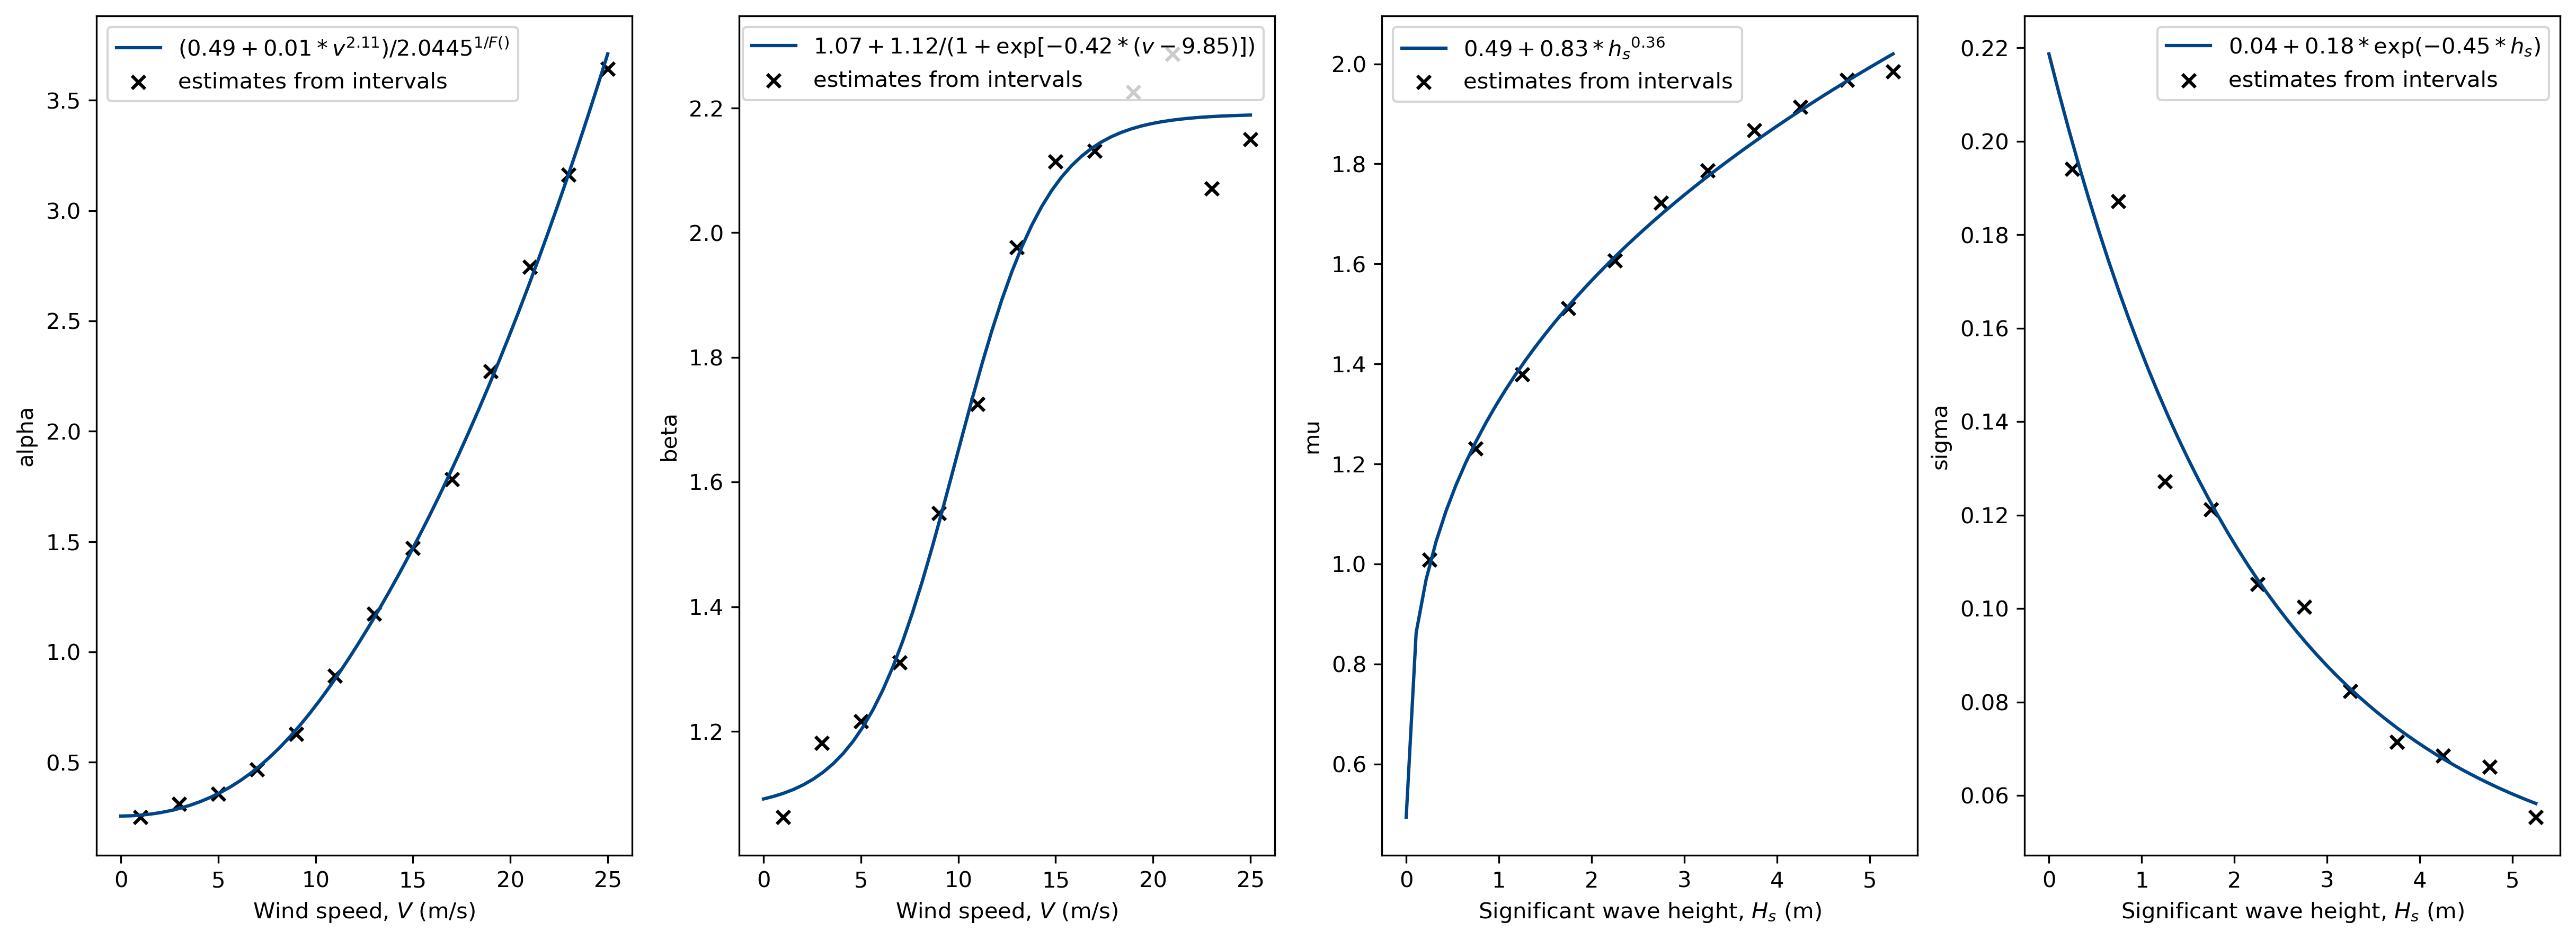 (0.49 + 0.01 * v^{2.11})/2.0445^{1/F()}
estimates from intervals
3.5
3.0
2.5
2.0
1.5
1.0
0.5
alpha
0 5 10 15 20 25
Wind speed, V (m/s)
1.07 + 1.12/(1 + exp[−0.42 * (v − 9.85)])
estimates from intervals
2.2
2.0
1.8
1.6
1.4
1.2
beta
0 5 10 15 20 25
Wind speed, V (m/s)
0.49 + 0.83 * h_s^{0.36}
estimates from intervals
2.0
1.8
1.6
1.4
1.2
1.0
0.8
0.6
mu
0 1 2 3 4 5
Significant wave height, H_s (m)
0.04 + 0.18 * exp(−0.45 * h_s)
estimates from intervals
0.22
0.20
0.18
0.16
0.14
0.12
0.10
0.08
0.06
sigma
0 1 2 3 4 5
Significant wave height, H_s (m)